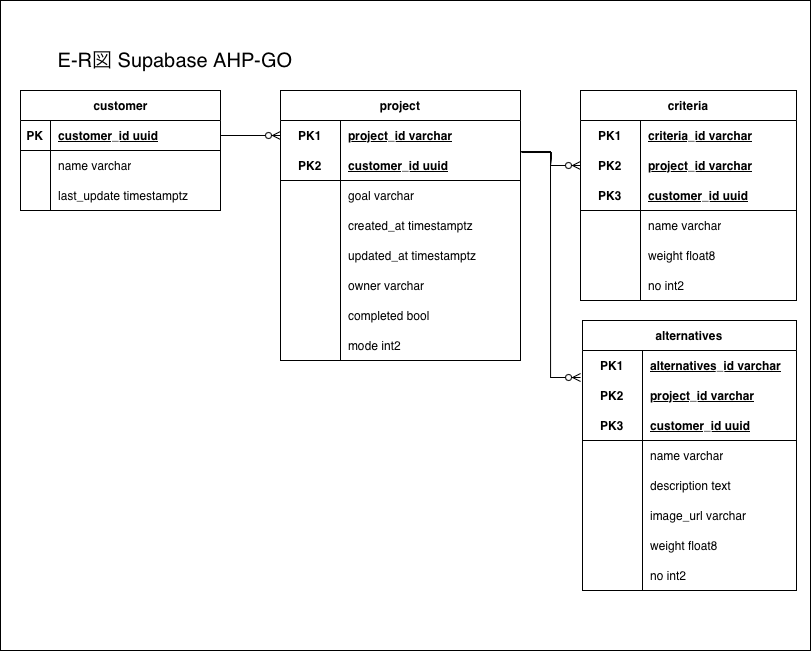 E-R図 Supabase AHP-GO
customer
PK customer_id uuid
name varchar
last_update timestamptz
project
PK1 project_id varchar
PK2 customer_id uuid
goal varchar
created_at timestamptz
updated_at timestamptz
owner varchar
completed bool
mode int2
criteria
PK1 criteria_id varchar
PK2 project_id varchar
PK3 customer_id uuid
name varchar
weight float8
no int2
alternatives
PK1 alternatives_id varchar
PK2 project_id varchar
PK3 customer_id uuid
name varchar
description text
image_url varchar
weight float8
no int2